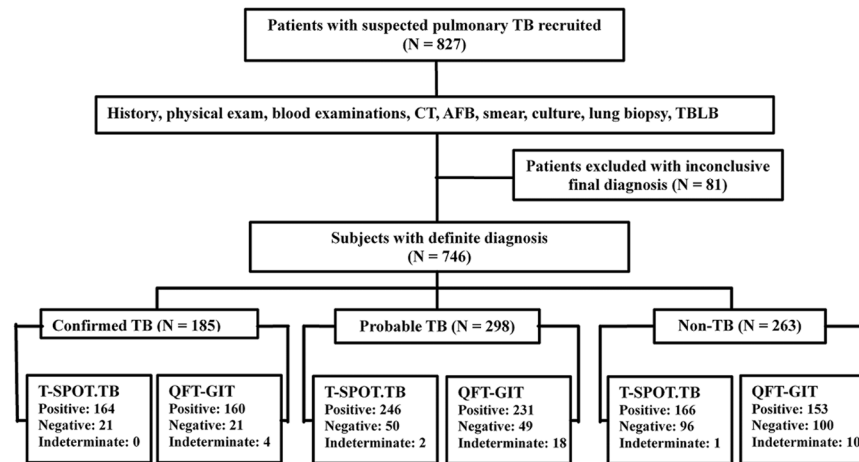 Patients with suspected pulmonary TB recruited
(N = 827)
History, physical exam, blood examinations, CT, AFB, smear, culture, lung biopsy, TBLB
Patients excluded with inconclusive
final diagnosis (N = 81)
Subjects with definite diagnosis
(N = 746)
Confirmed TB (N = 185)
Probable TB (N = 298)
Non-TB (N = 263)
T-SPOT.TB
Positive: 164
Negative: 21
Indeterminate: 0
QFT-GIT
Positive: 160
Negative: 21
Indeterminate: 4
T-SPOT.TB
Positive: 246
Negative: 50
Indeterminate: 2
QFT-GIT
Positive: 231
Negative: 49
Indeterminate: 18
T-SPOT.TB
Positive: 166
Negative: 96
Indeterminate: 1
QFT-GIT
Positive: 153
Negative: 100
Indeterminate: 10